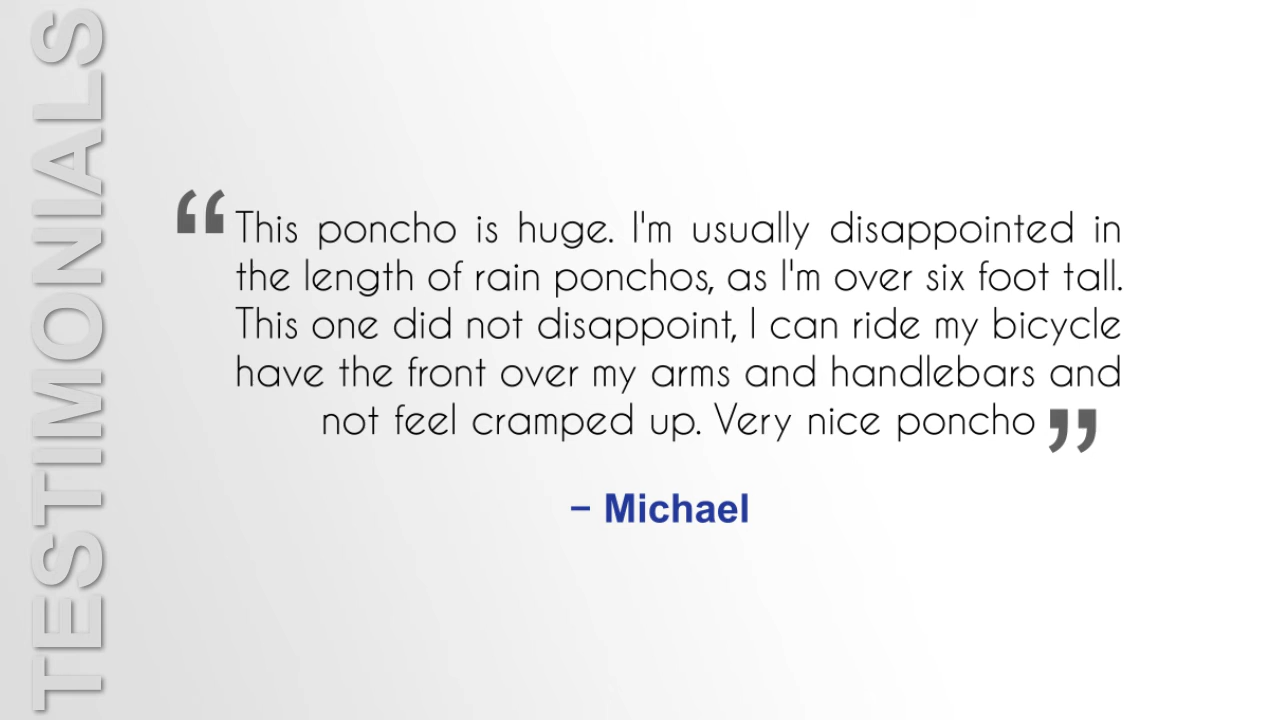 TESTIMONIALS
“This poncho is huge. I'm usually disappointed in
the length of rain ponchos, as I'm over six foot tall.
This one did not disappoint, I can ride my bicycle
have the front over my arms and handlebars and
not feel cramped up. Very nice poncho”
– Michael